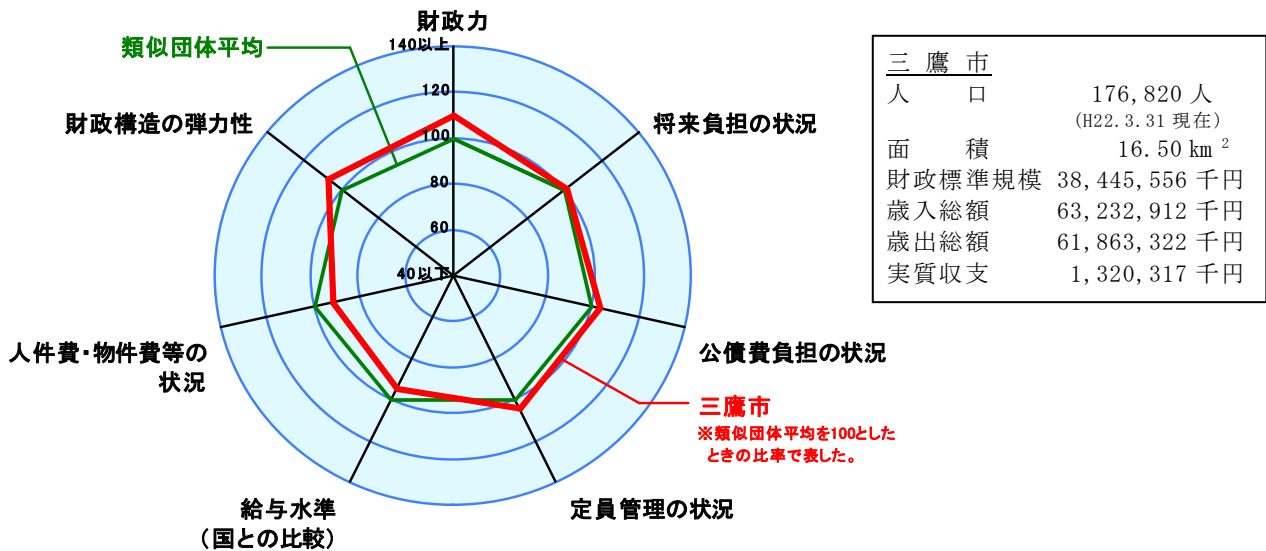 財政力
140以上
類似団体平均
120
財政構造の弾力性
100
将来負担の状況
80
60
40以下
人件費・物件費等の
状況
公債費負担の状況
三鷹市
※類似団体平均を100とした
ときの比率で表した。
給与水準
（国との比較）
定員管理の状況
三鷹市
人口 176,820 人
(H22.3.31 現在)
面積 16.50 km²
財政標準規模 38,445,556 千円
歳入総額 63,232,912 千円
歳出総額 61,863,322 千円
実質収支 1,320,317 千円